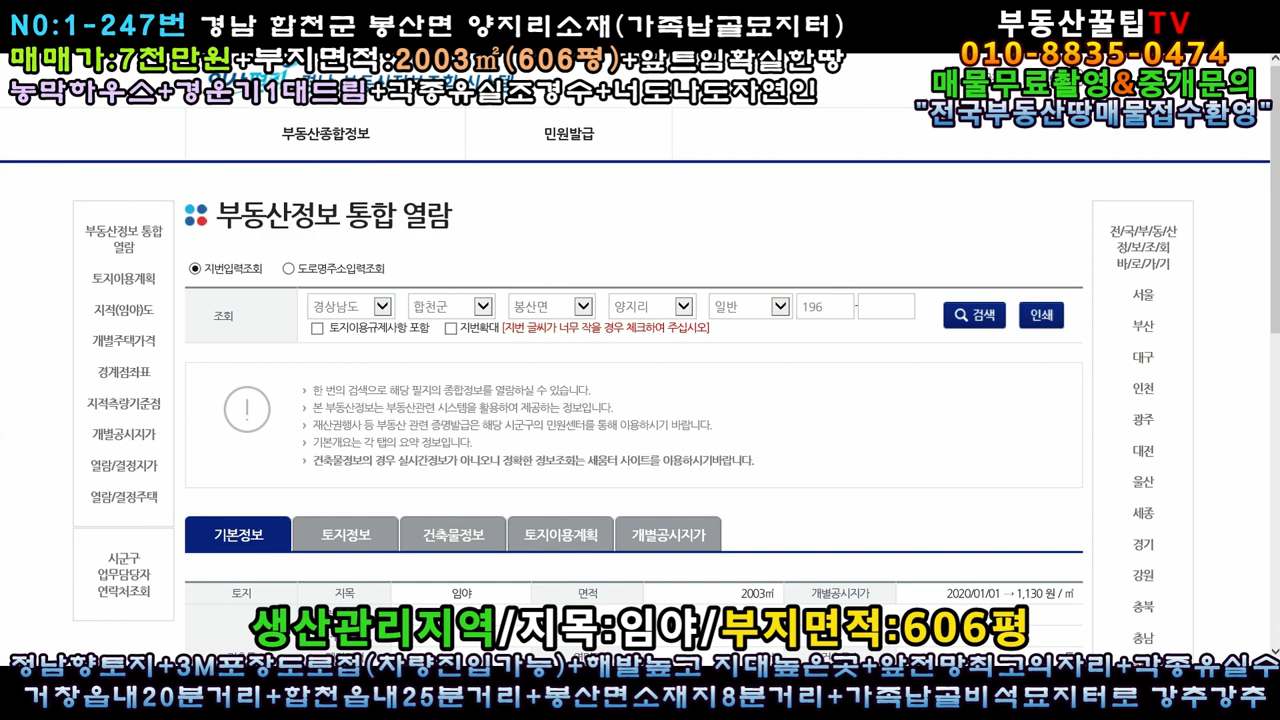 NO:1-247번 경남 합천군 봉산면 양지리소재(가족납골묘지터)
매매가:7천만원+부지면적:2003㎡(606평)+앞트임확실한땅
농막하우스+경운기1대드림+각종유실조경수+너도나도자연인
부동산꿀팁TV
010-8835-0474
매물무료촬영&중개문의
"전국부동산땅매물접수환영"
부동산종합정보 민원발급
부동산정보 통합 열람
지번입력조회 도로명주소입력조회
조회 경상남도 합천군 봉산면 양지리 일반 196 - 검색 인쇄
토지이용규제사항 포함 지번확대 [지번 글씨가 너무 작을 경우 체크하여 주십시오]
› 한 번의 검색으로 해당 필지의 종합정보를 열람하실 수 있습니다.
› 본 부동산정보는 부동산관련 시스템을 활용하여 제공하는 정보입니다.
› 재산권행사 등 부동산 관련 증명발급은 해당 시군구의 민원센터를 통해 이용하시기 바랍니다.
› 기본개요는 각 탭의 요약 정보입니다.
› 건축물정보의 경우 실시간정보가 아니오니 정확한 정보조회는 세움터 사이트를 이용하시기바랍니다.
기본정보 토지정보 건축물정보 토지이용계획 개별공시지가
토지 지목 임야 면적 2003㎡ 개별공시지가 2020/01/01 → 1,130 원 / ㎡
부동산정보 통합
열람
토지이용계획
지적(임야)도
개별주택가격
경계점좌표
지적측량기준점
개별공시지가
열람/결정지가
열람/결정주택
시군구
업무담당자
연락처조회
전/국/부/동/산
정/보/조/회
바/로/가/기
서울
부산
대구
인천
광주
대전
울산
세종
경기
강원
충북
충남
생산관리지역/지목:임야/부지면적:606평
정남향토지+3M포장도로접(차량진입가능)+해발높고 지대높은곳+앞전망최고의자리+각종유실수
거창읍내20분거리+합천읍내25분거리+봉산면소재지8분거리+가족납골비석묘지터로 강추강추